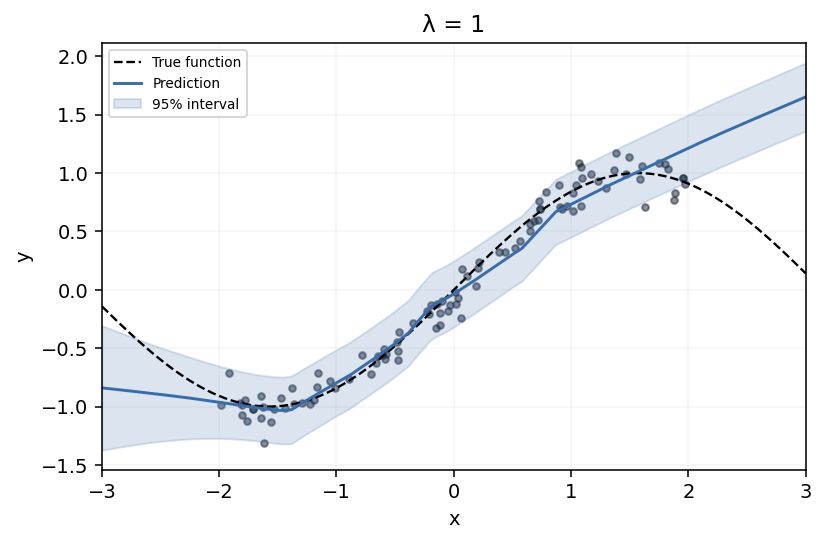 λ = 1
True function
Prediction
95% interval
2.0
1.5
1.0
0.5
0.0
−0.5
−1.0
−1.5
y
−3 −2 −1 0 1 2 3
x